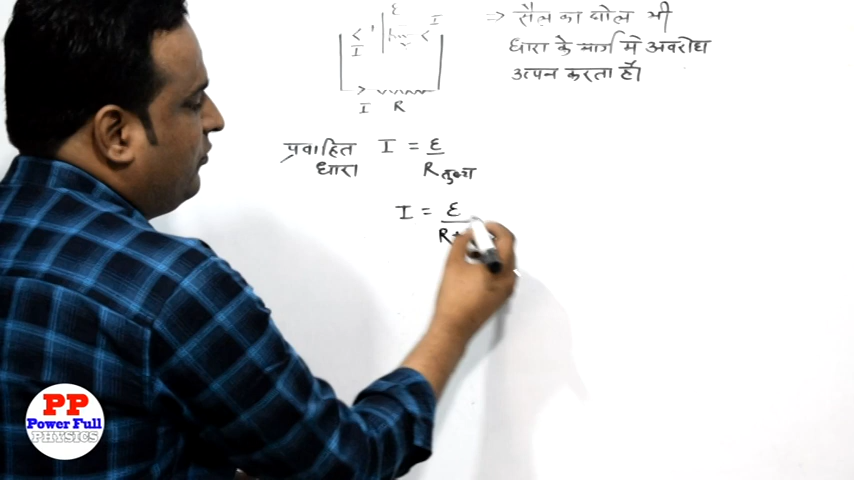 ε
I
I
I R
⇒ सैल का घोल भी
धारा के मार्ग मे अवरोध
उत्पन करता हैं।
प्रवाहित I = ε
धारा R तुल्य
I = ε
R+
PP
Power Full
PHYSICS